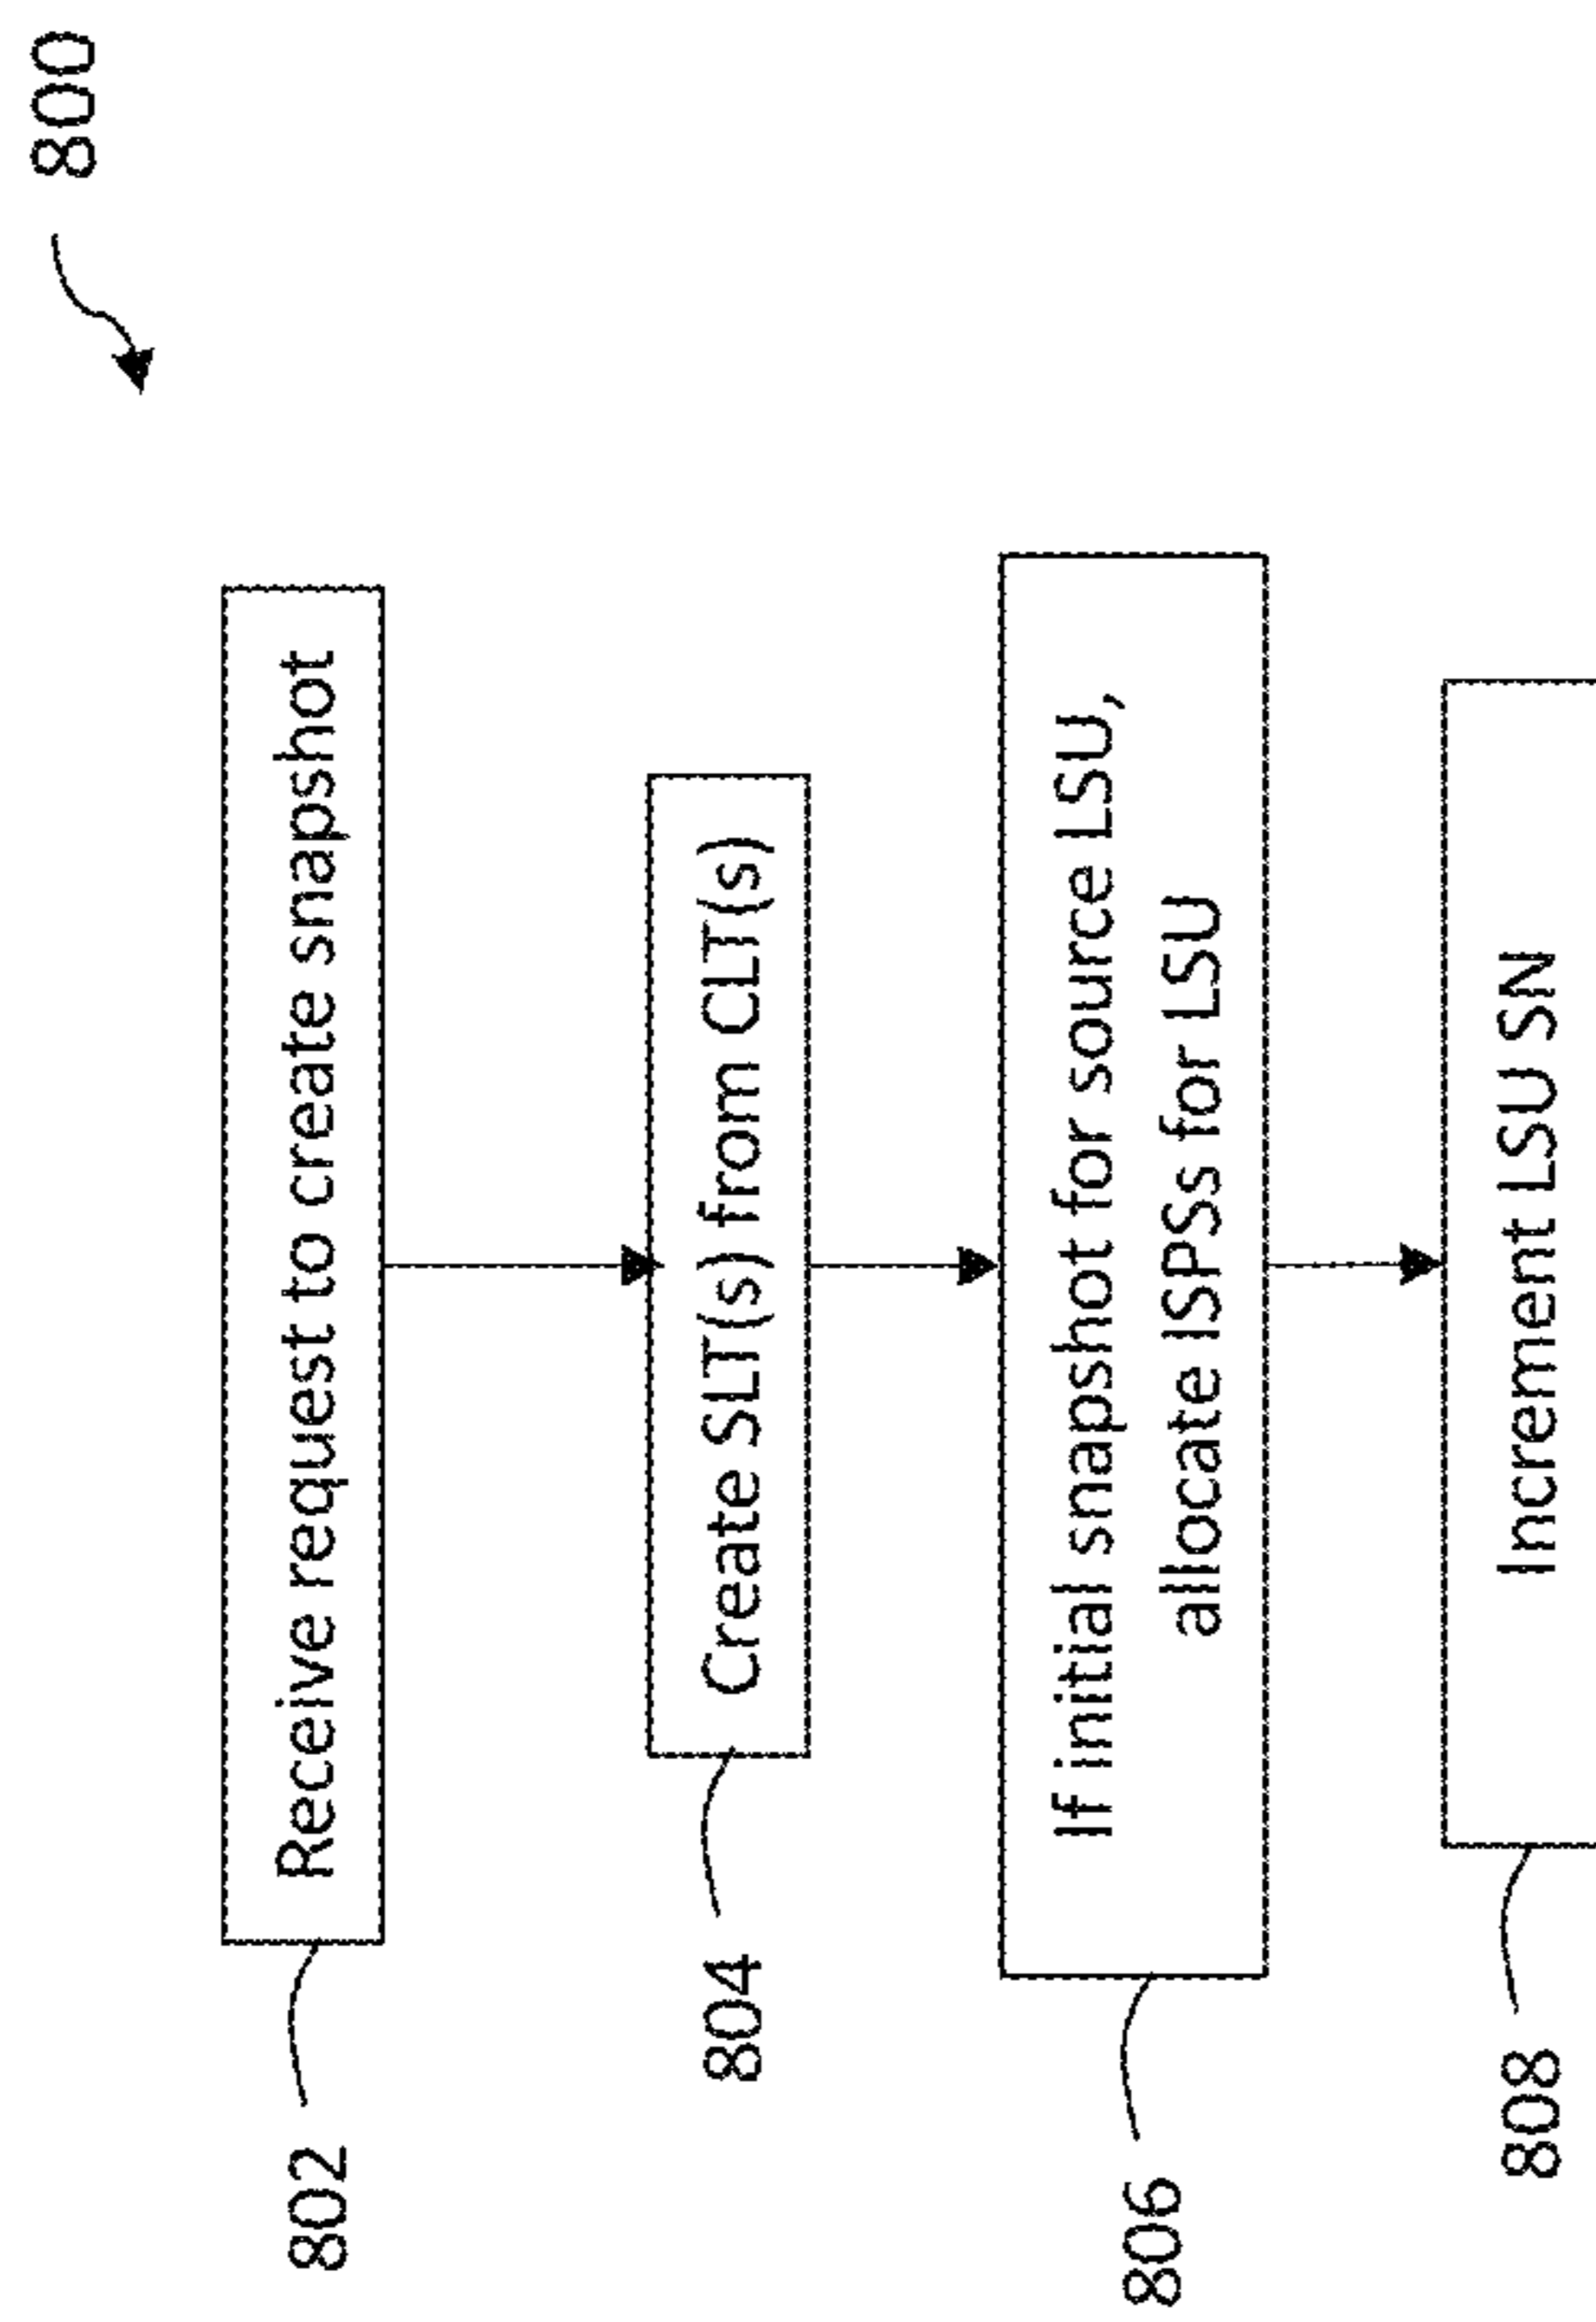 800
802
Receive request to create snapshot
804
Create SLT(s) from CLT(s)
806
If initial snapshot for source LSU,
allocate ISPSs for LSU
808
Increment LSU SN